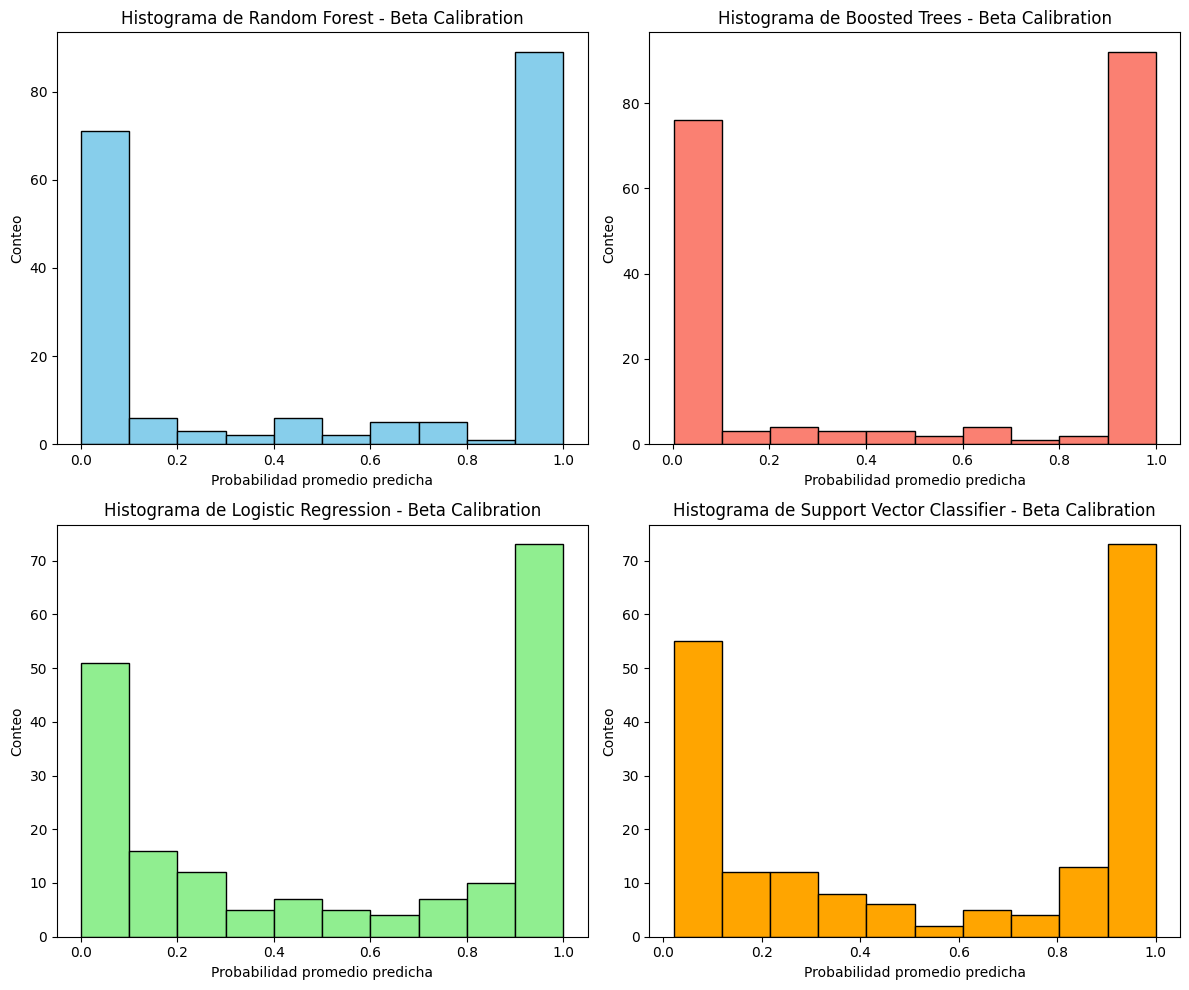 Histograma de Random Forest - Beta Calibration
80
60
40
20
0
Conteo
0.0 0.2 0.4 0.6 0.8 1.0
Probabilidad promedio predicha
Histograma de Boosted Trees - Beta Calibration
80
60
40
20
0
Conteo
0.0 0.2 0.4 0.6 0.8 1.0
Probabilidad promedio predicha
Histograma de Logistic Regression - Beta Calibration
70
60
50
40
30
20
10
0
Conteo
0.0 0.2 0.4 0.6 0.8 1.0
Probabilidad promedio predicha
Histograma de Support Vector Classifier - Beta Calibration
70
60
50
40
30
20
10
0
Conteo
0.0 0.2 0.4 0.6 0.8 1.0
Probabilidad promedio predicha